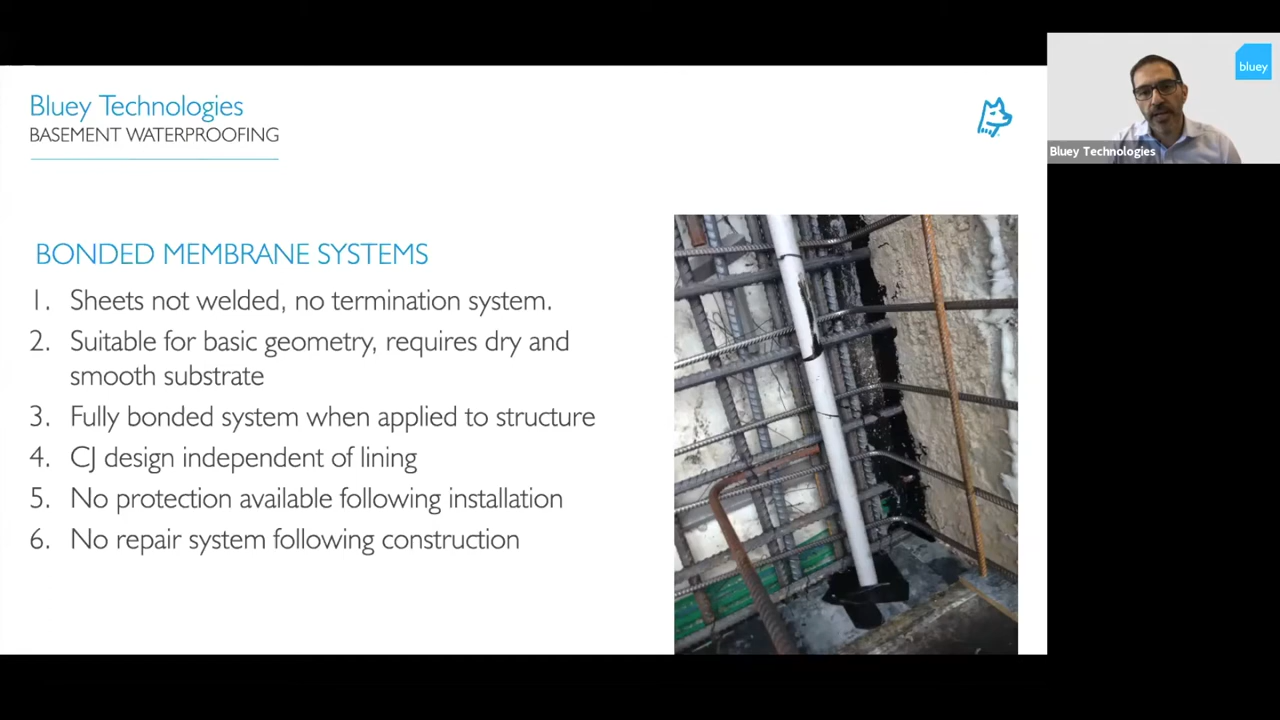 Bluey Technologies
BASEMENT WATERPROOFING
bluey
Bluey Technologies
BONDED MEMBRANE SYSTEMS
1. Sheets not welded, no termination system.
2. Suitable for basic geometry, requires dry and
smooth substrate
3. Fully bonded system when applied to structure
4. CJ design independent of lining
5. No protection available following installation
6. No repair system following construction